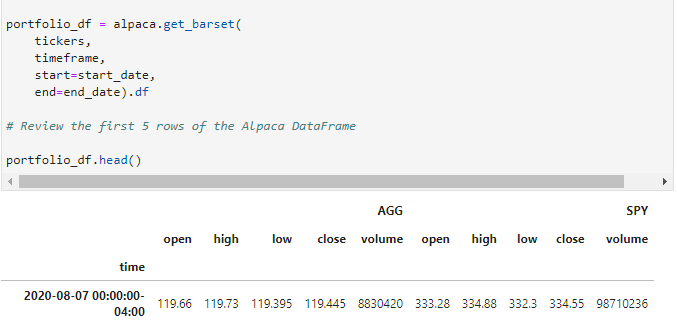 portfolio_df = alpaca.get_barset(
    tickers,
    timeframe,
    start=start_date,
    end=end_date).df
# Review the first 5 rows of the Alpaca DataFrame
portfolio_df.head()
AGG SPY
open high low close volume open high low close volume
time
2020-08-07 00:00:00-04:00 119.66 119.73 119.395 119.445 8830420 333.28 334.88 332.3 334.55 98710236